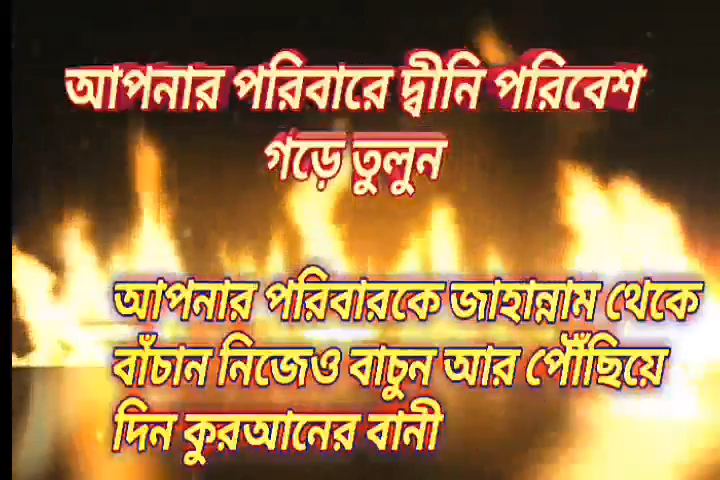 আপনার পরিবারে দ্বীনি পরিবেশ
গড়ে তুলুন
আপনার পরিবারকে জাহান্নাম থেকে
বাঁচান নিজেও বাচুন আর পৌঁছিয়ে
দিন কুরআনের বানী